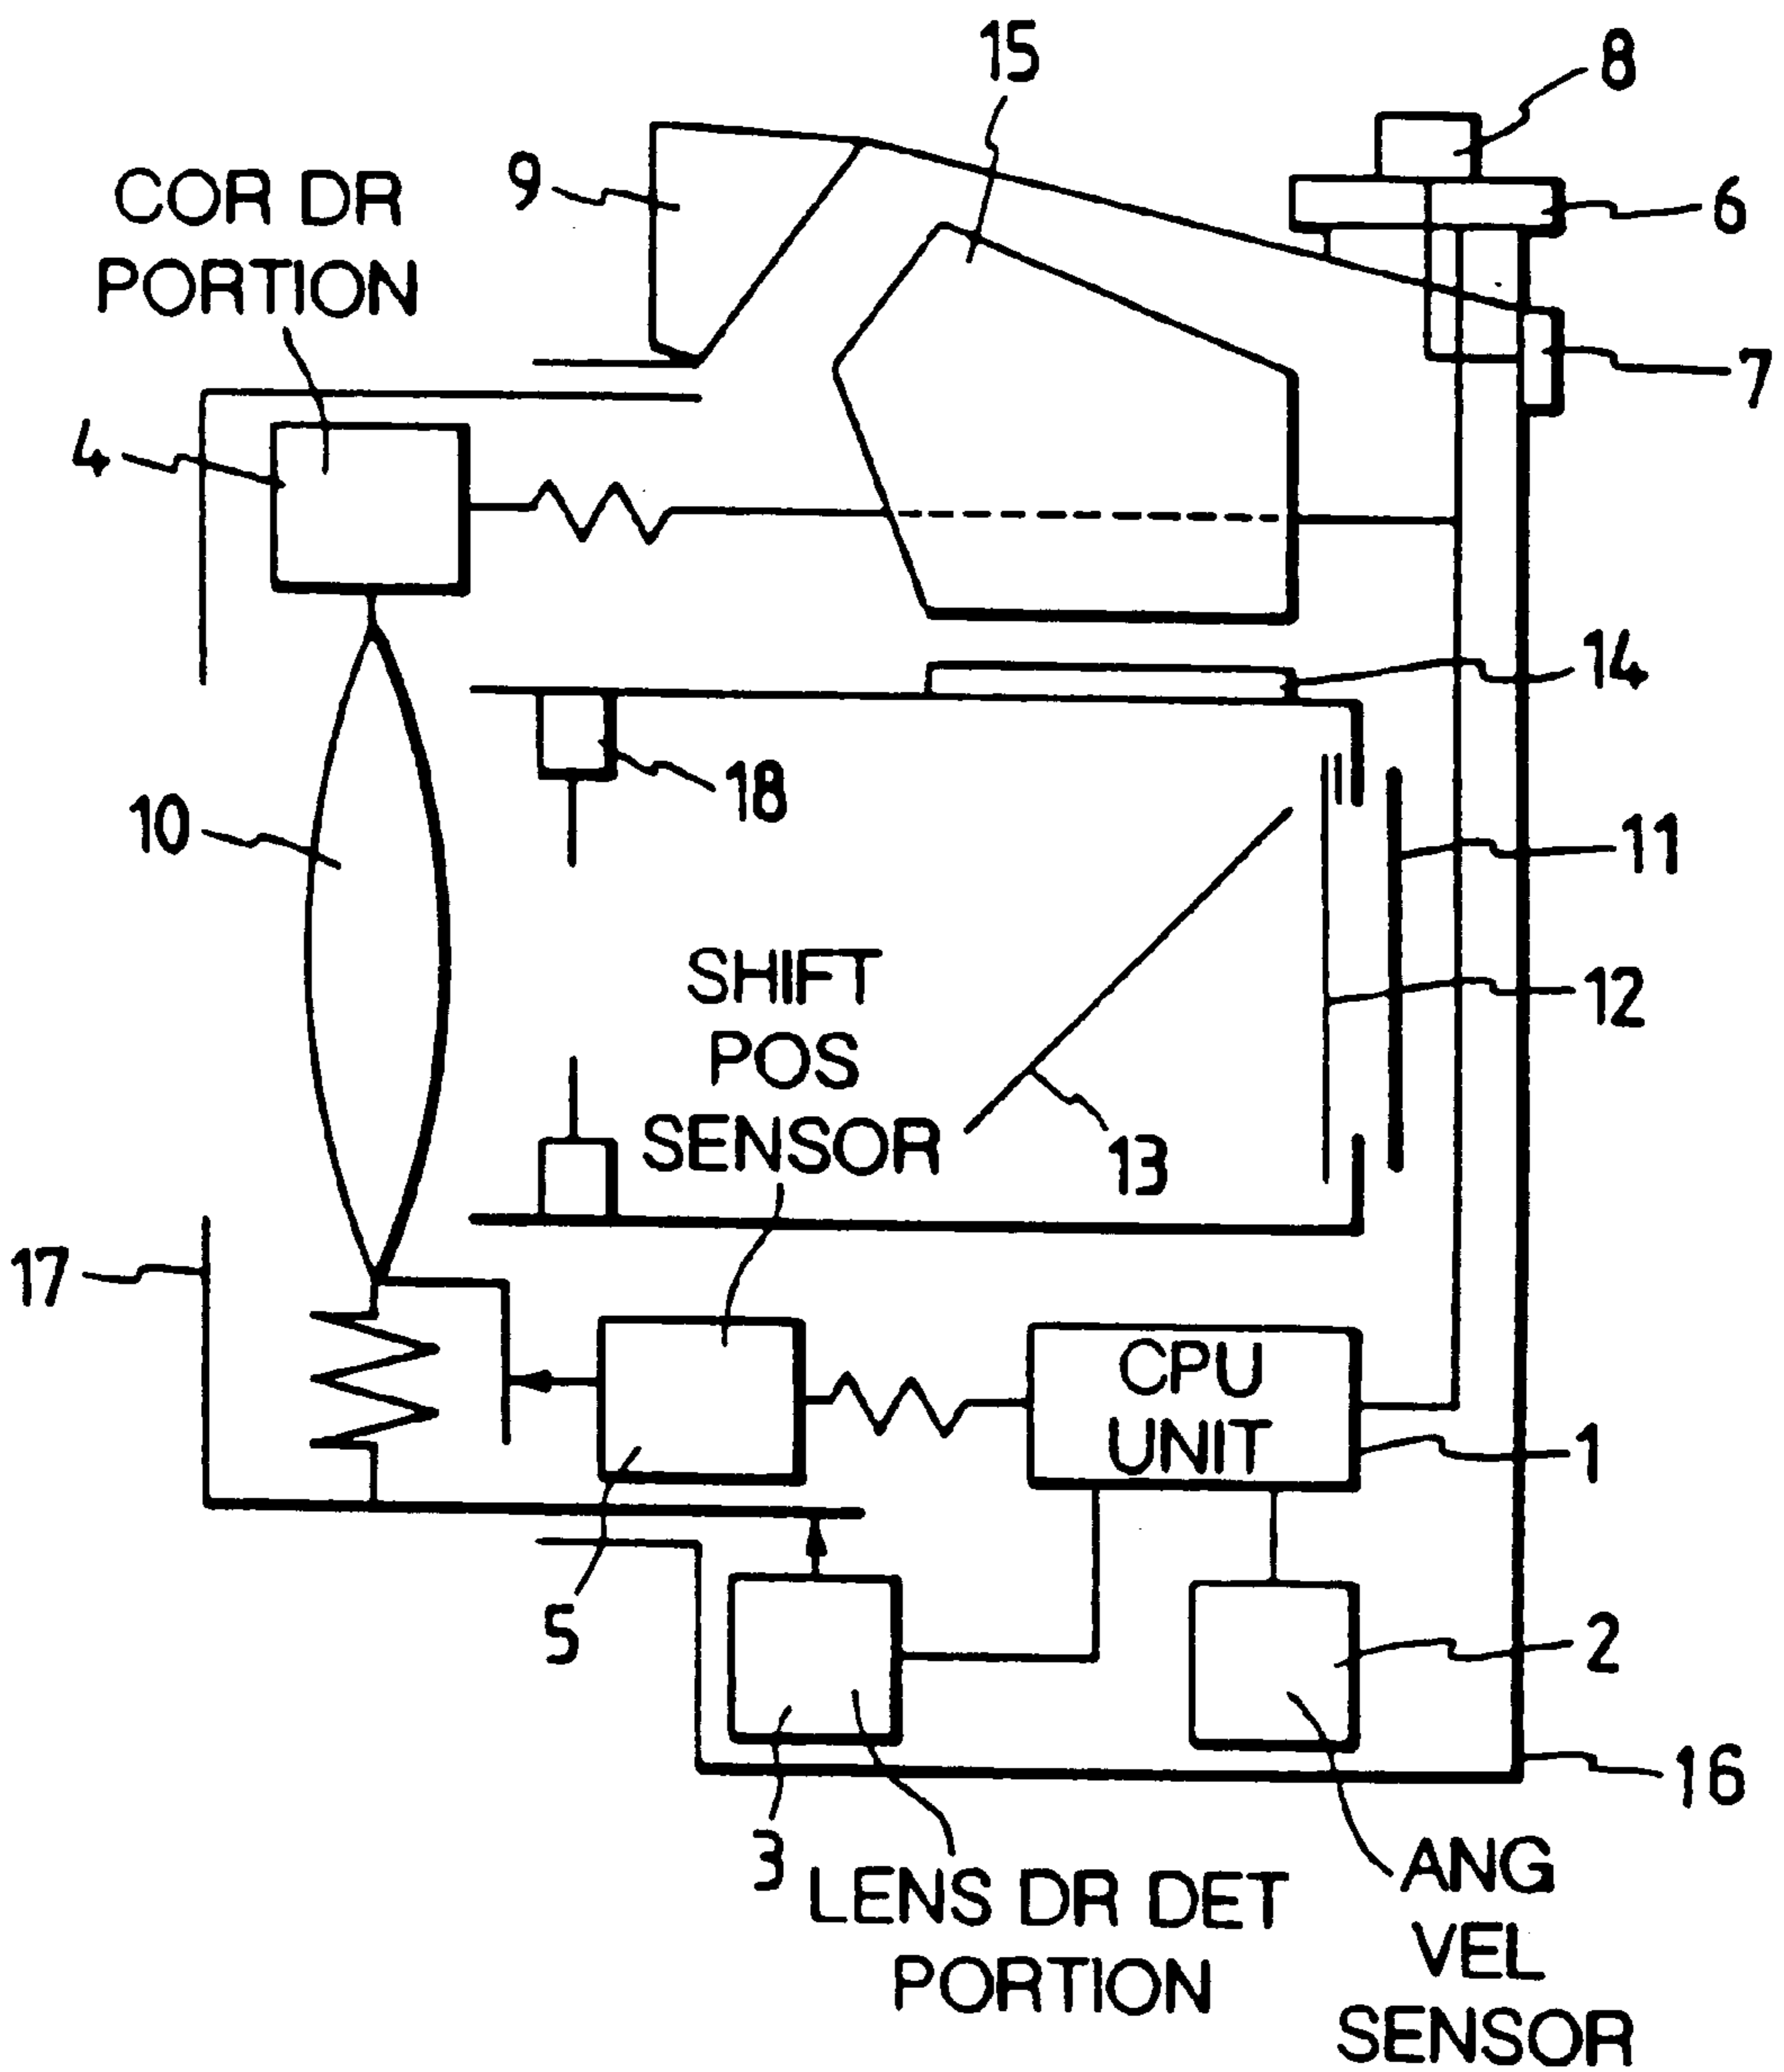 15
8
COR DR
PORTION
9
6
7
4
14
18
10
11
SHIFT
POS
SENSOR
12
13
17
CPU
UNIT
1
5
2
3
16
LENS DR DET
PORTION
ANG
VEL
SENSOR